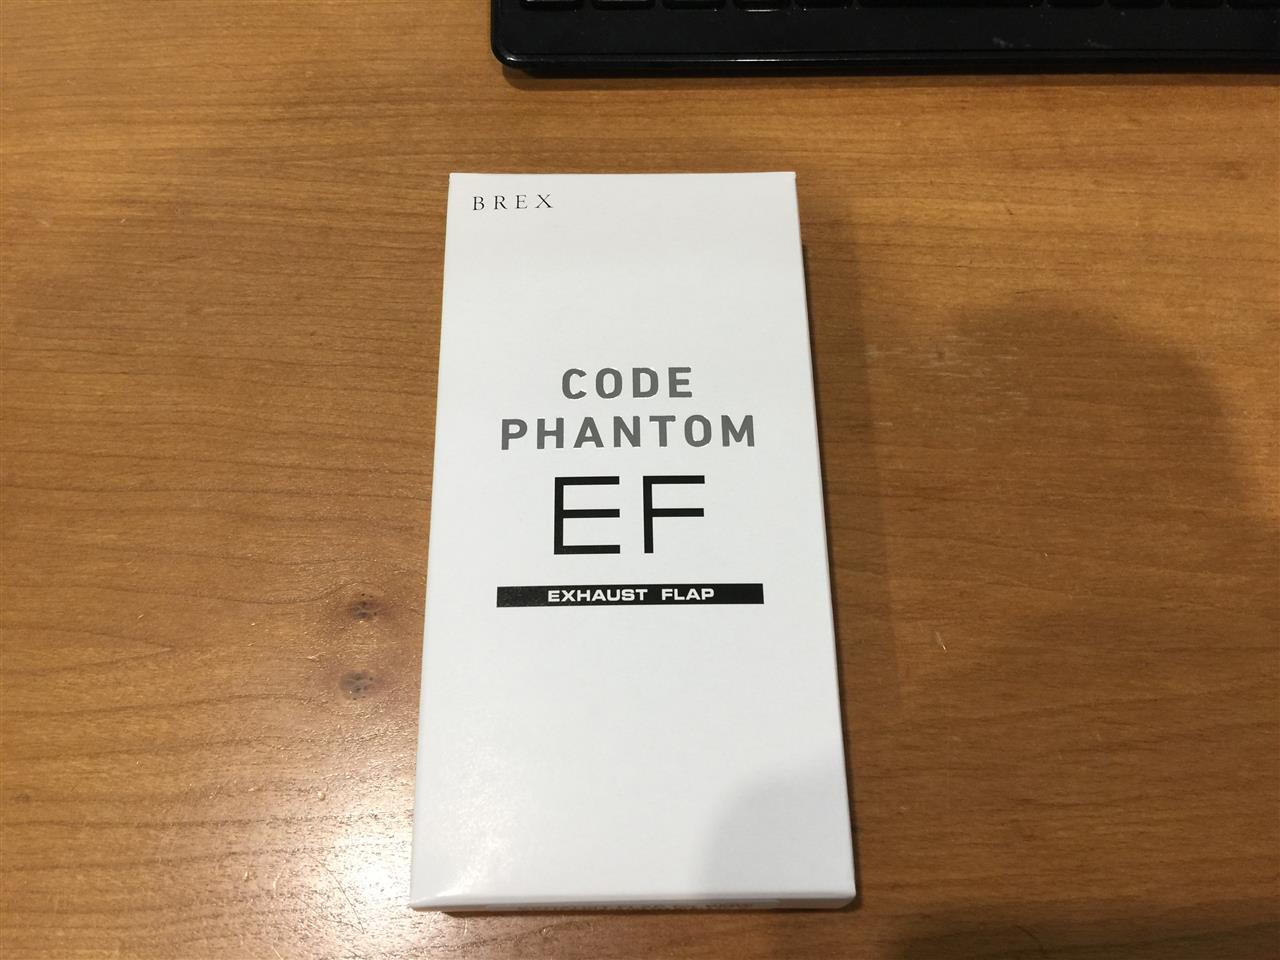 BREX
CODE
PHANTOM
EF
EXHAUST FLAP